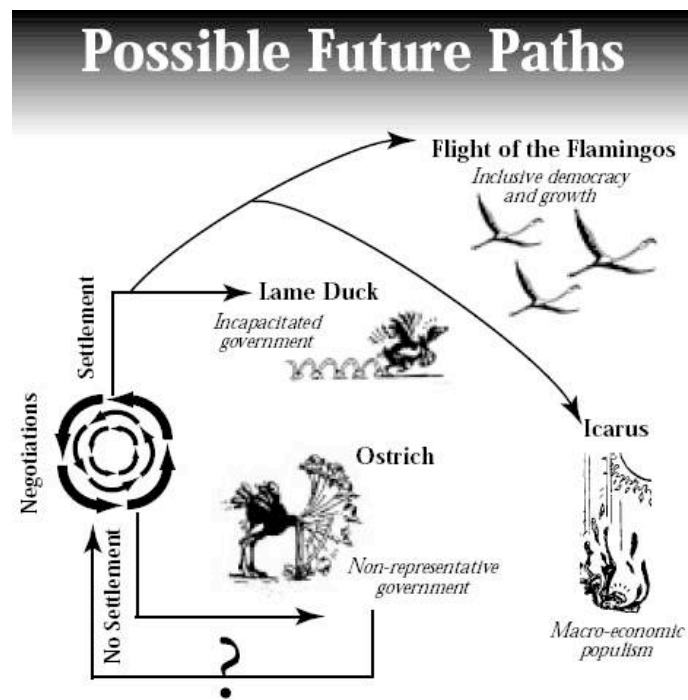 Possible Future Paths
Flight of the Flamingos
Inclusive democracy
and growth
Settlement
Lame Duck
Incapacitated
government
Negotiations
Icarus
Ostrich
No Settlement
Non-representative
government
Macro-economic
populism
?